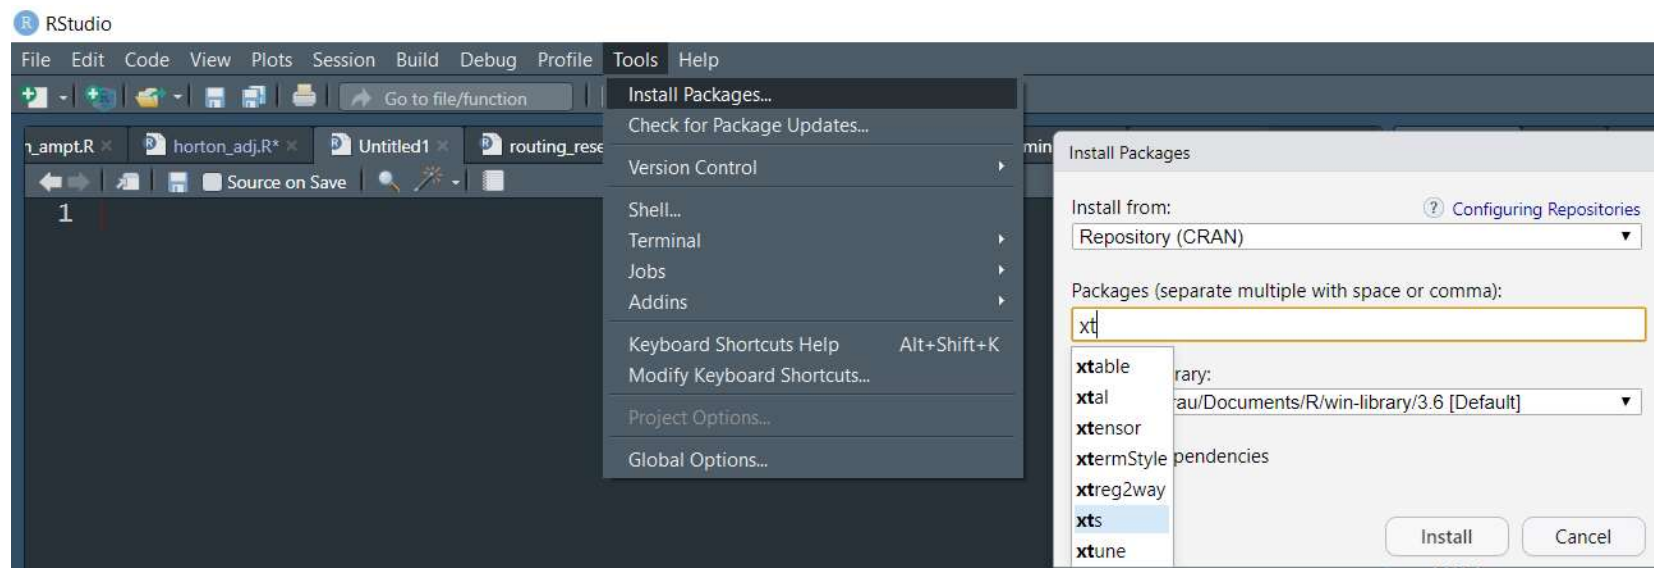 RStudio
File Edit Code View Plots Session Build Debug Profile Tools Help
Go to file/function
n_ampt.R horton_adj.R* Untitled1 routing_rese
Source on Save
1
Install Packages...
Check for Package Updates...
Version Control
Shell...
Terminal
Jobs
Addins
Keyboard Shortcuts Help Alt+Shift+K
Modify Keyboard Shortcuts...
Project Options...
Global Options...
min
Install Packages
Install from: ? Configuring Repositories
Repository (CRAN)
Packages (separate multiple with space or comma):
xt
xtable
xtal
xtensor
xtermStyle
xtreg2way
xts
xtune
rary:
rau/Documents/R/win-library/3.6 [Default]
pendencies
Install Cancel